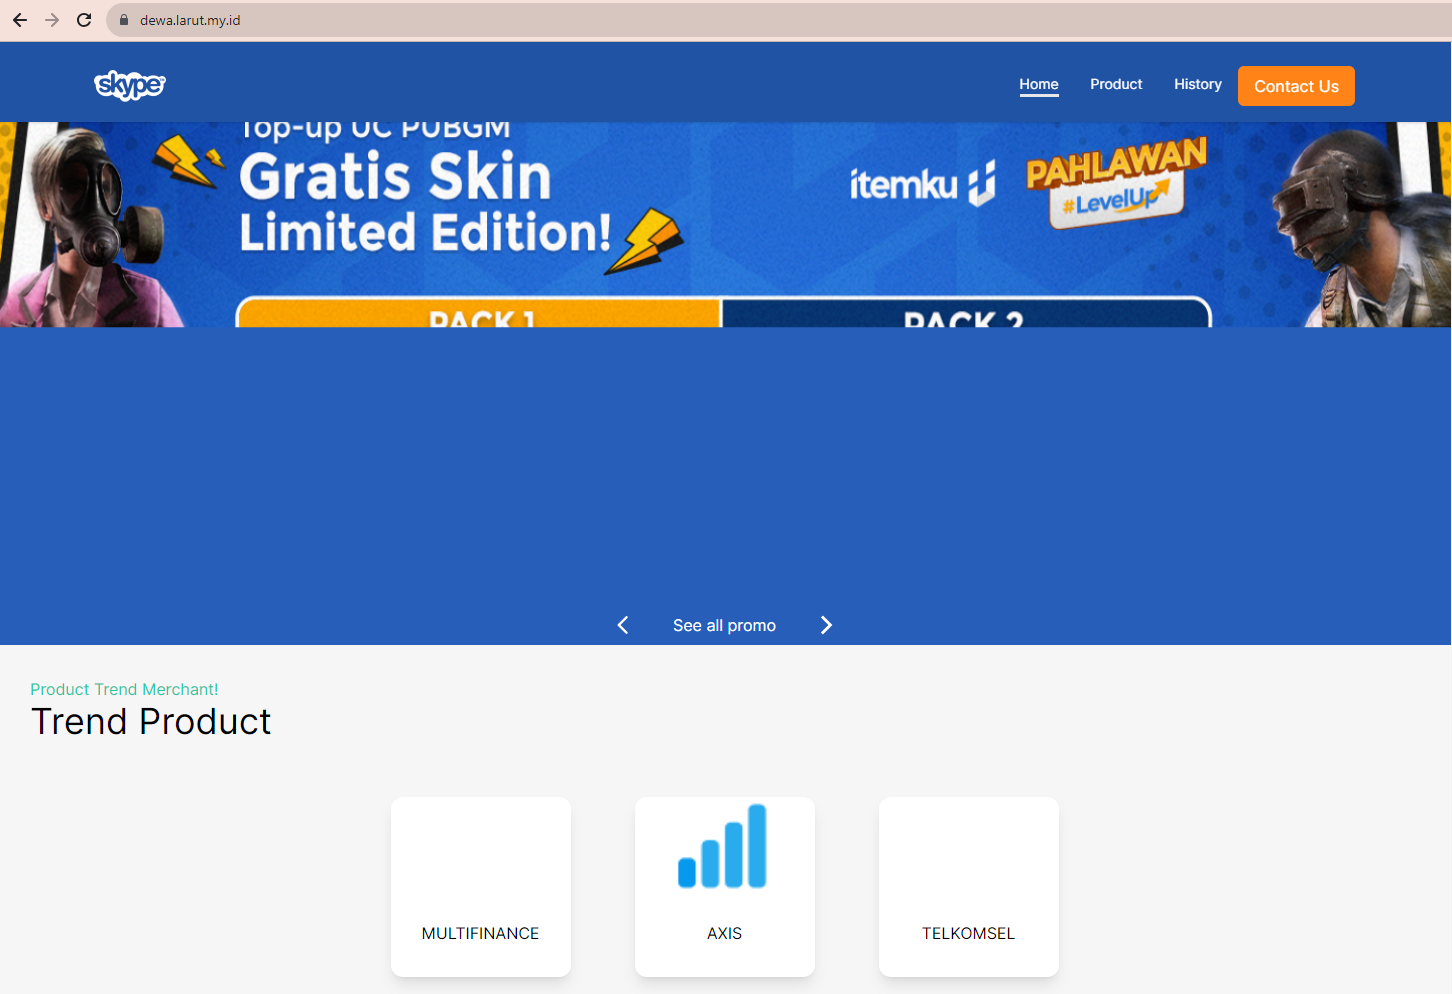 dewa.larut.my.id
skype
Home Product History Contact Us
Top-up UC PUBGM
Gratis Skin
Limited Edition!
itemku
PAHLAWAN
#LevelUp
PACK 1 PACK 2
See all promo
Product Trend Merchant!
Trend Product
MULTIFINANCE AXIS TELKOMSEL